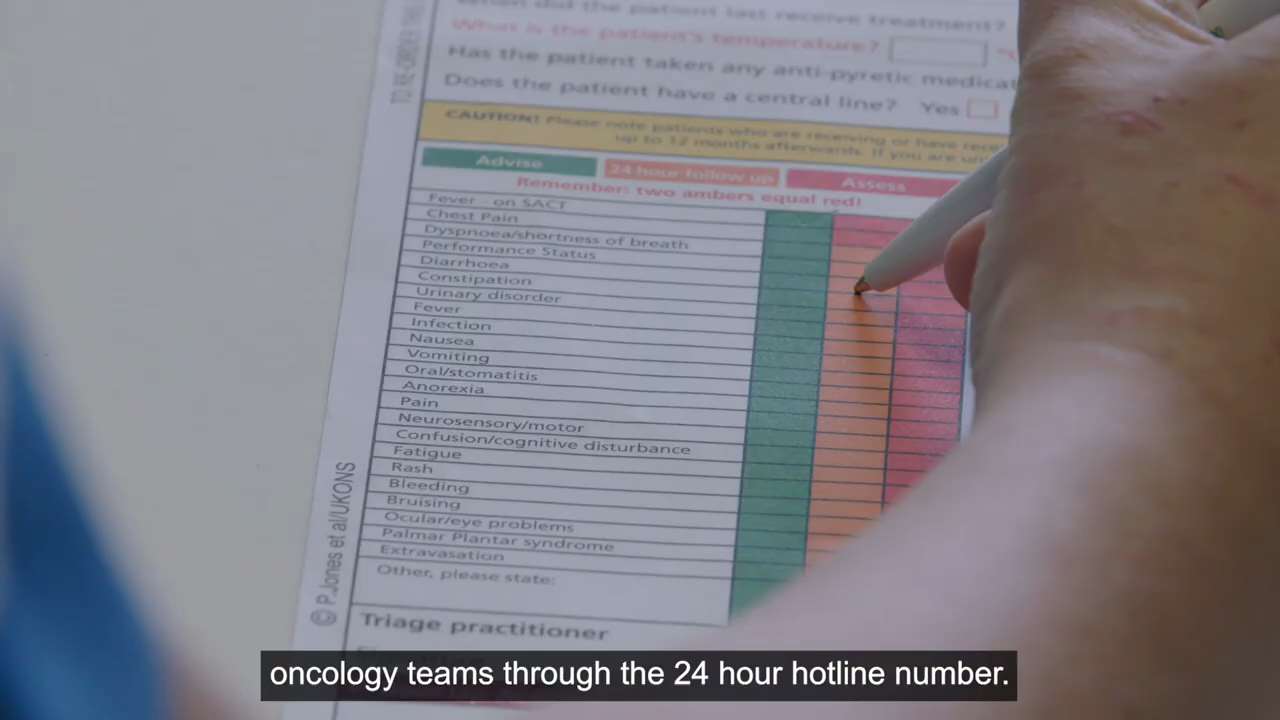 When did the patient last receive treatment?
What is the patient's temperature?
Has the patient taken any anti-pyretic
Does the patient have a central line? Yes
CAUTION! Please note patients who are receiving or have
up to 12 months afterwards. If you are
Advise 24 hour follow up Assess
Remember: two ambers equal red!
Fever - on SACT
Chest Pain
Dyspnoea/shortness of breath
Performance Status
Diarrhoea
Constipation
Urinary disorder
Fever
Infection
Nausea
Vomiting
Oral/stomatitis
Anorexia
Pain
Neurosensory/motor
Confusion/cognitive disturbance
Fatigue
Rash
Bleeding
Bruising
Ocular/eye problems
Palmar Plantar syndrome
Extravasation
Other, please state:
Triage practitioner
© P.Jones et al/UKONS
TO RE-ORDER THIS
oncology teams through the 24 hour hotline number.